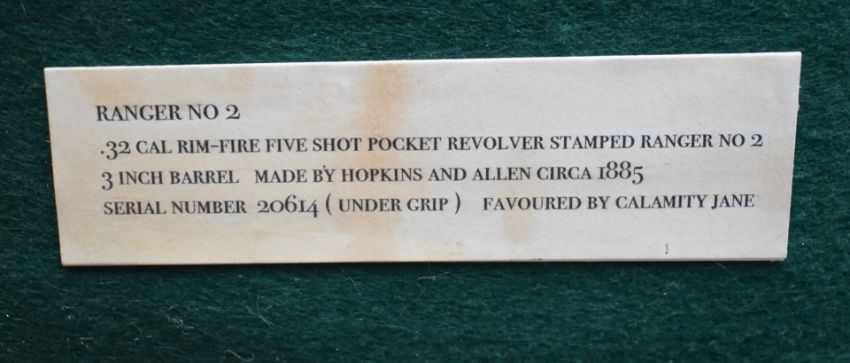 RANGER NO 2
.32 CAL RIM-FIRE FIVE SHOT POCKET REVOLVER STAMPED RANGER NO 2
3 INCH BARREL MADE BY HOPKINS AND ALLEN CIRCA 1885
SERIAL NUMBER 20614 ( UNDER GRIP ) FAVOURED BY CALAMITY JANE